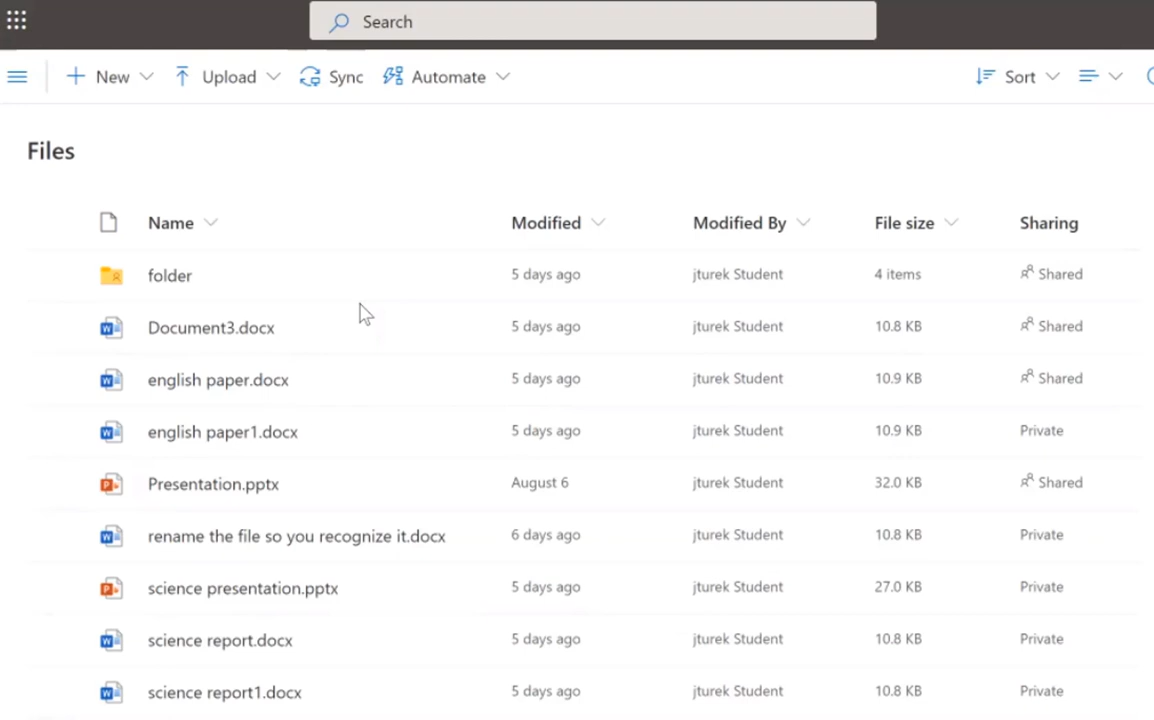 Search
New Upload Sync Automate Sort
Files
Name Modified Modified By File size Sharing
folder 5 days ago jturek Student 4 items Shared
Document3.docx 5 days ago jturek Student 10.8 KB Shared
english paper.docx 5 days ago jturek Student 10.9 KB Shared
english paper1.docx 5 days ago jturek Student 10.9 KB Private
Presentation.pptx August 6 jturek Student 32.0 KB Shared
rename the file so you recognize it.docx 6 days ago jturek Student 10.8 KB Private
science presentation.pptx 5 days ago jturek Student 27.0 KB Private
science report.docx 5 days ago jturek Student 10.8 KB Private
science report1.docx 5 days ago jturek Student 10.8 KB Private